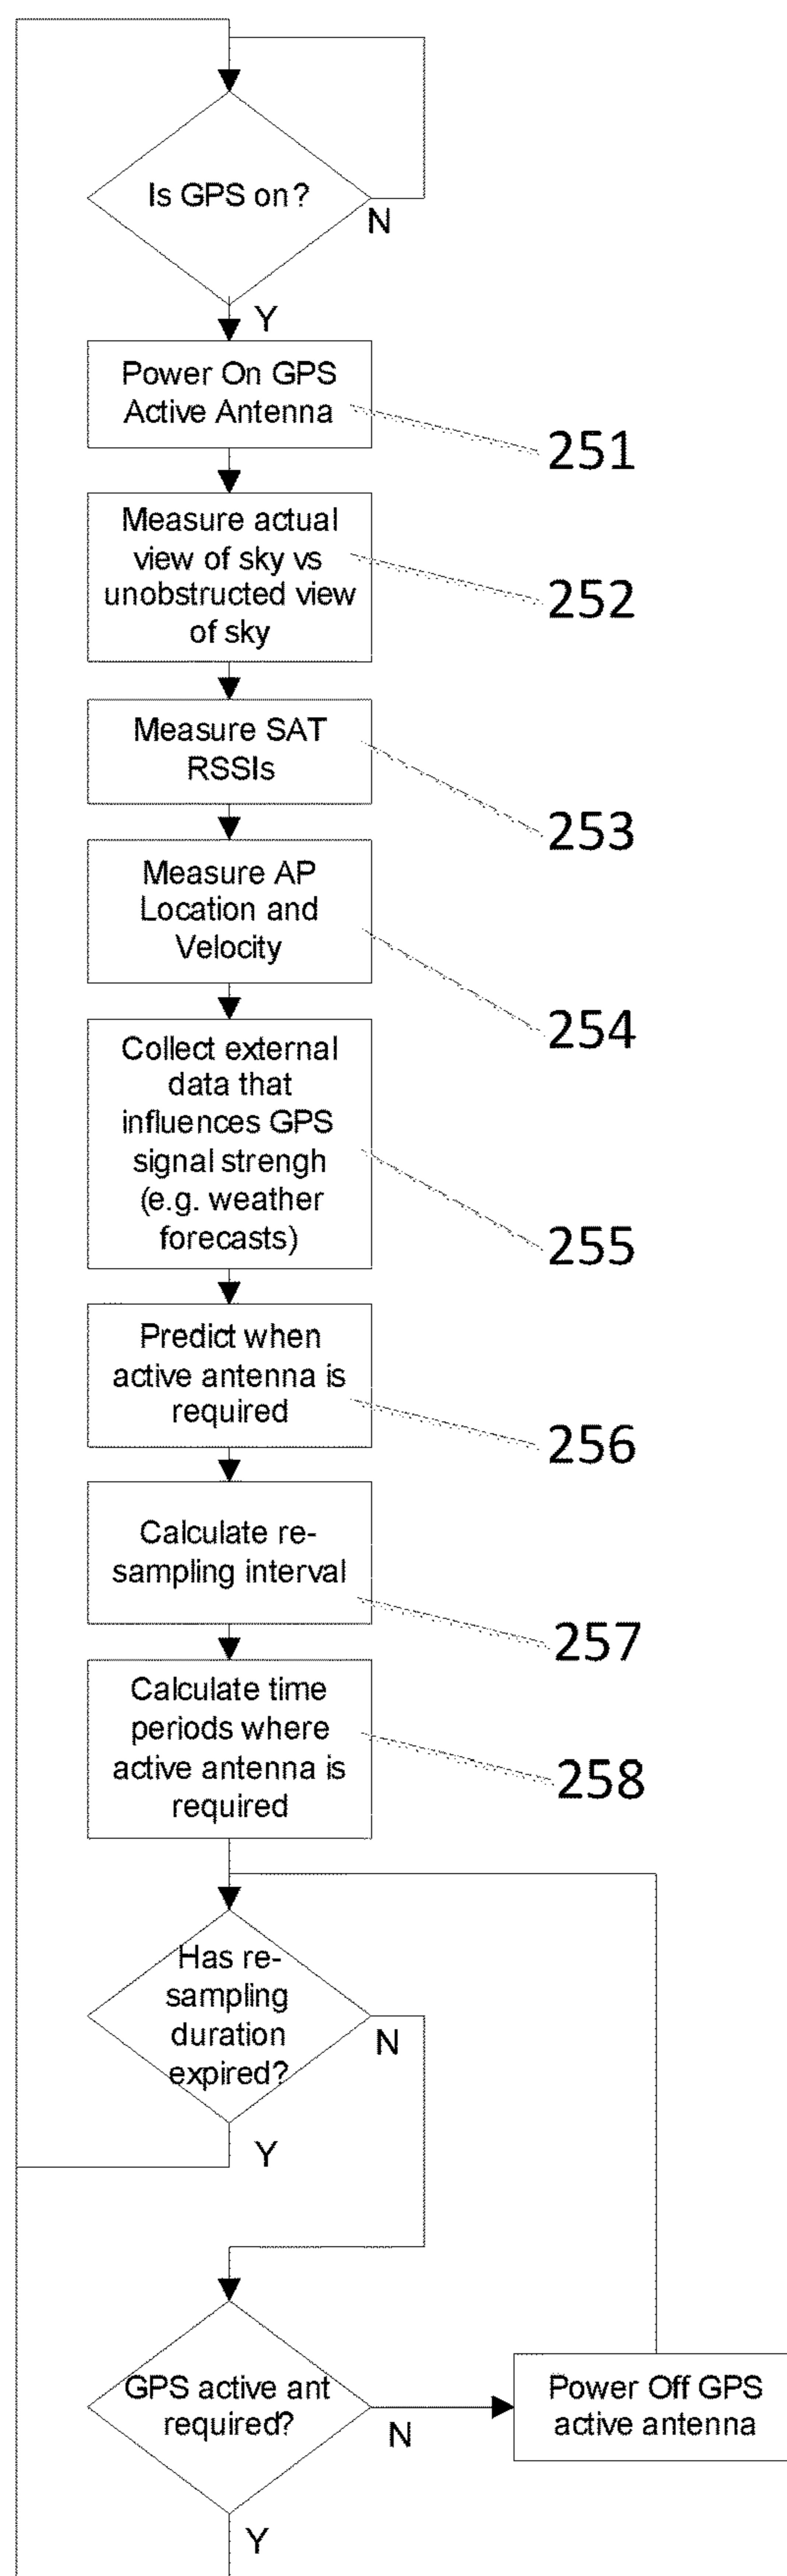 Is GPS on?
N
Y
Power On GPS
Active Antenna
251
Measure actual
view of sky vs
unobstructed view
of sky
252
Measure SAT
RSSIs
253
Measure AP
Location and
Velocity
254
Collect external
data that
influences GPS
signal strengh
(e.g. weather
forecasts)
255
Predict when
active antenna is
required
256
Calculate re-
sampling interval
257
Calculate time
periods where
active antenna is
required
258
Has re-
sampling
duration
expired?
N
Y
GPS active ant
required?
N
Power Off GPS
active antenna
Y